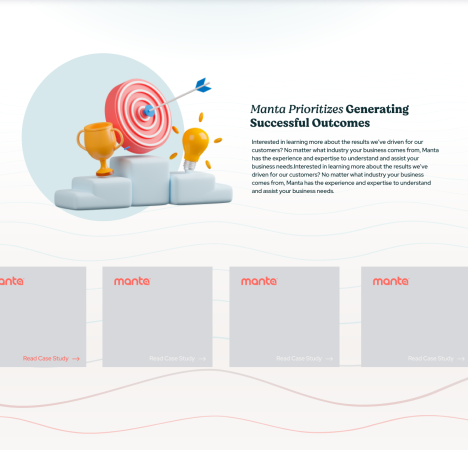 Manta Prioritizes Generating
Successful Outcomes
Interested in learning more about the results we've driven for our
customers? No matter what industry your business comes from, Manta
has the experience and expertise to understand and assist your
business needs.Interested in learning more about the results we've
driven for our customers? No matter what industry your business
comes from, Manta has the experience and expertise to understand
and assist your business needs.
anta manta manta manta
Read Case Study → Read Case Study → Read Case Study → Read Case Study →